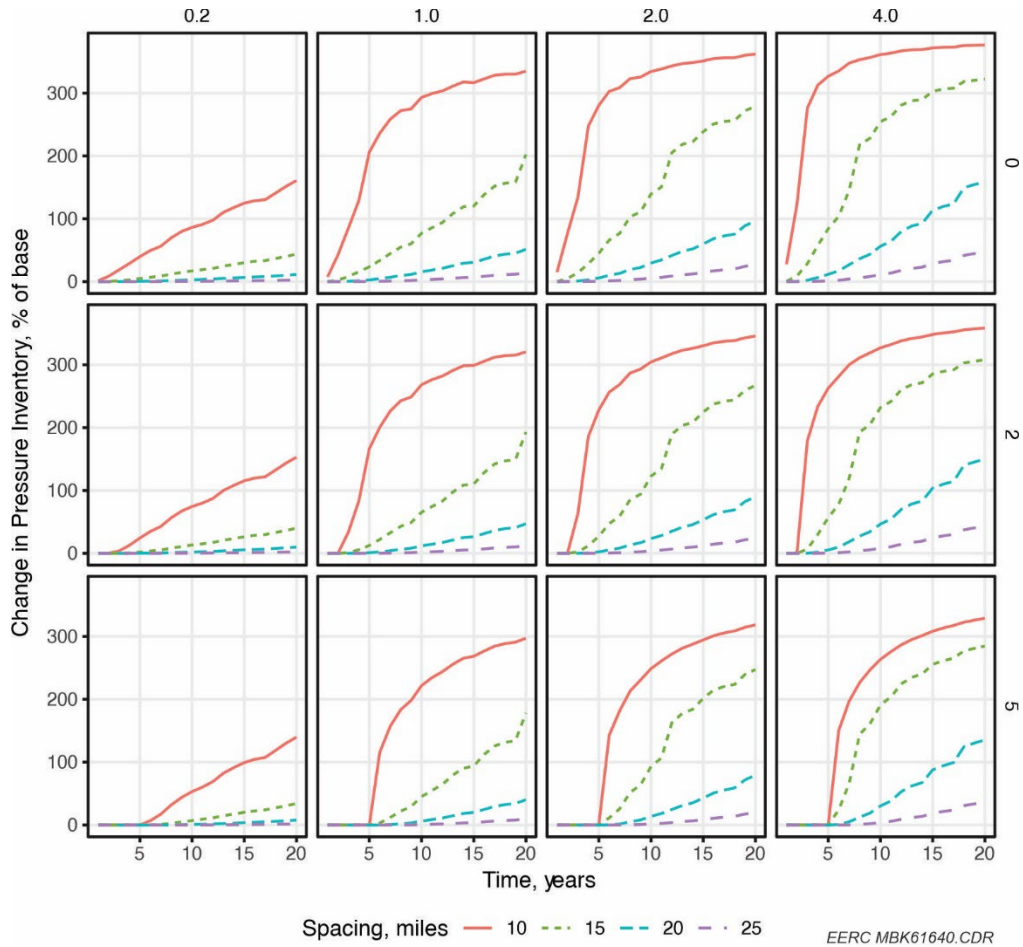 0.2 1.0 2.0 4.0
300
200
100
0
0
300
200
100
0
2
300
200
100
0
5
Change in Pressure Inventory, % of base
5 10 15 20 5 10 15 20 5 10 15 20 5 10 15 20
Time, years
Spacing, miles 10 15 20 25
EERC MBK61640.CDR